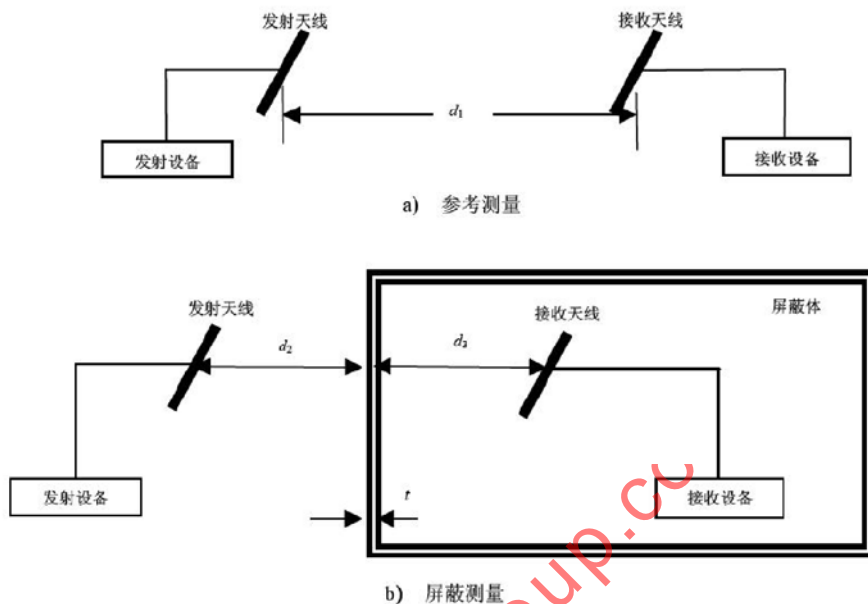 发射天线
接收天线
d₁
发射设备
接收设备
a) 参考测量
发射天线
接收天线
屏蔽体
d₂
d₃
发射设备
t
接收设备
b) 屏蔽测量